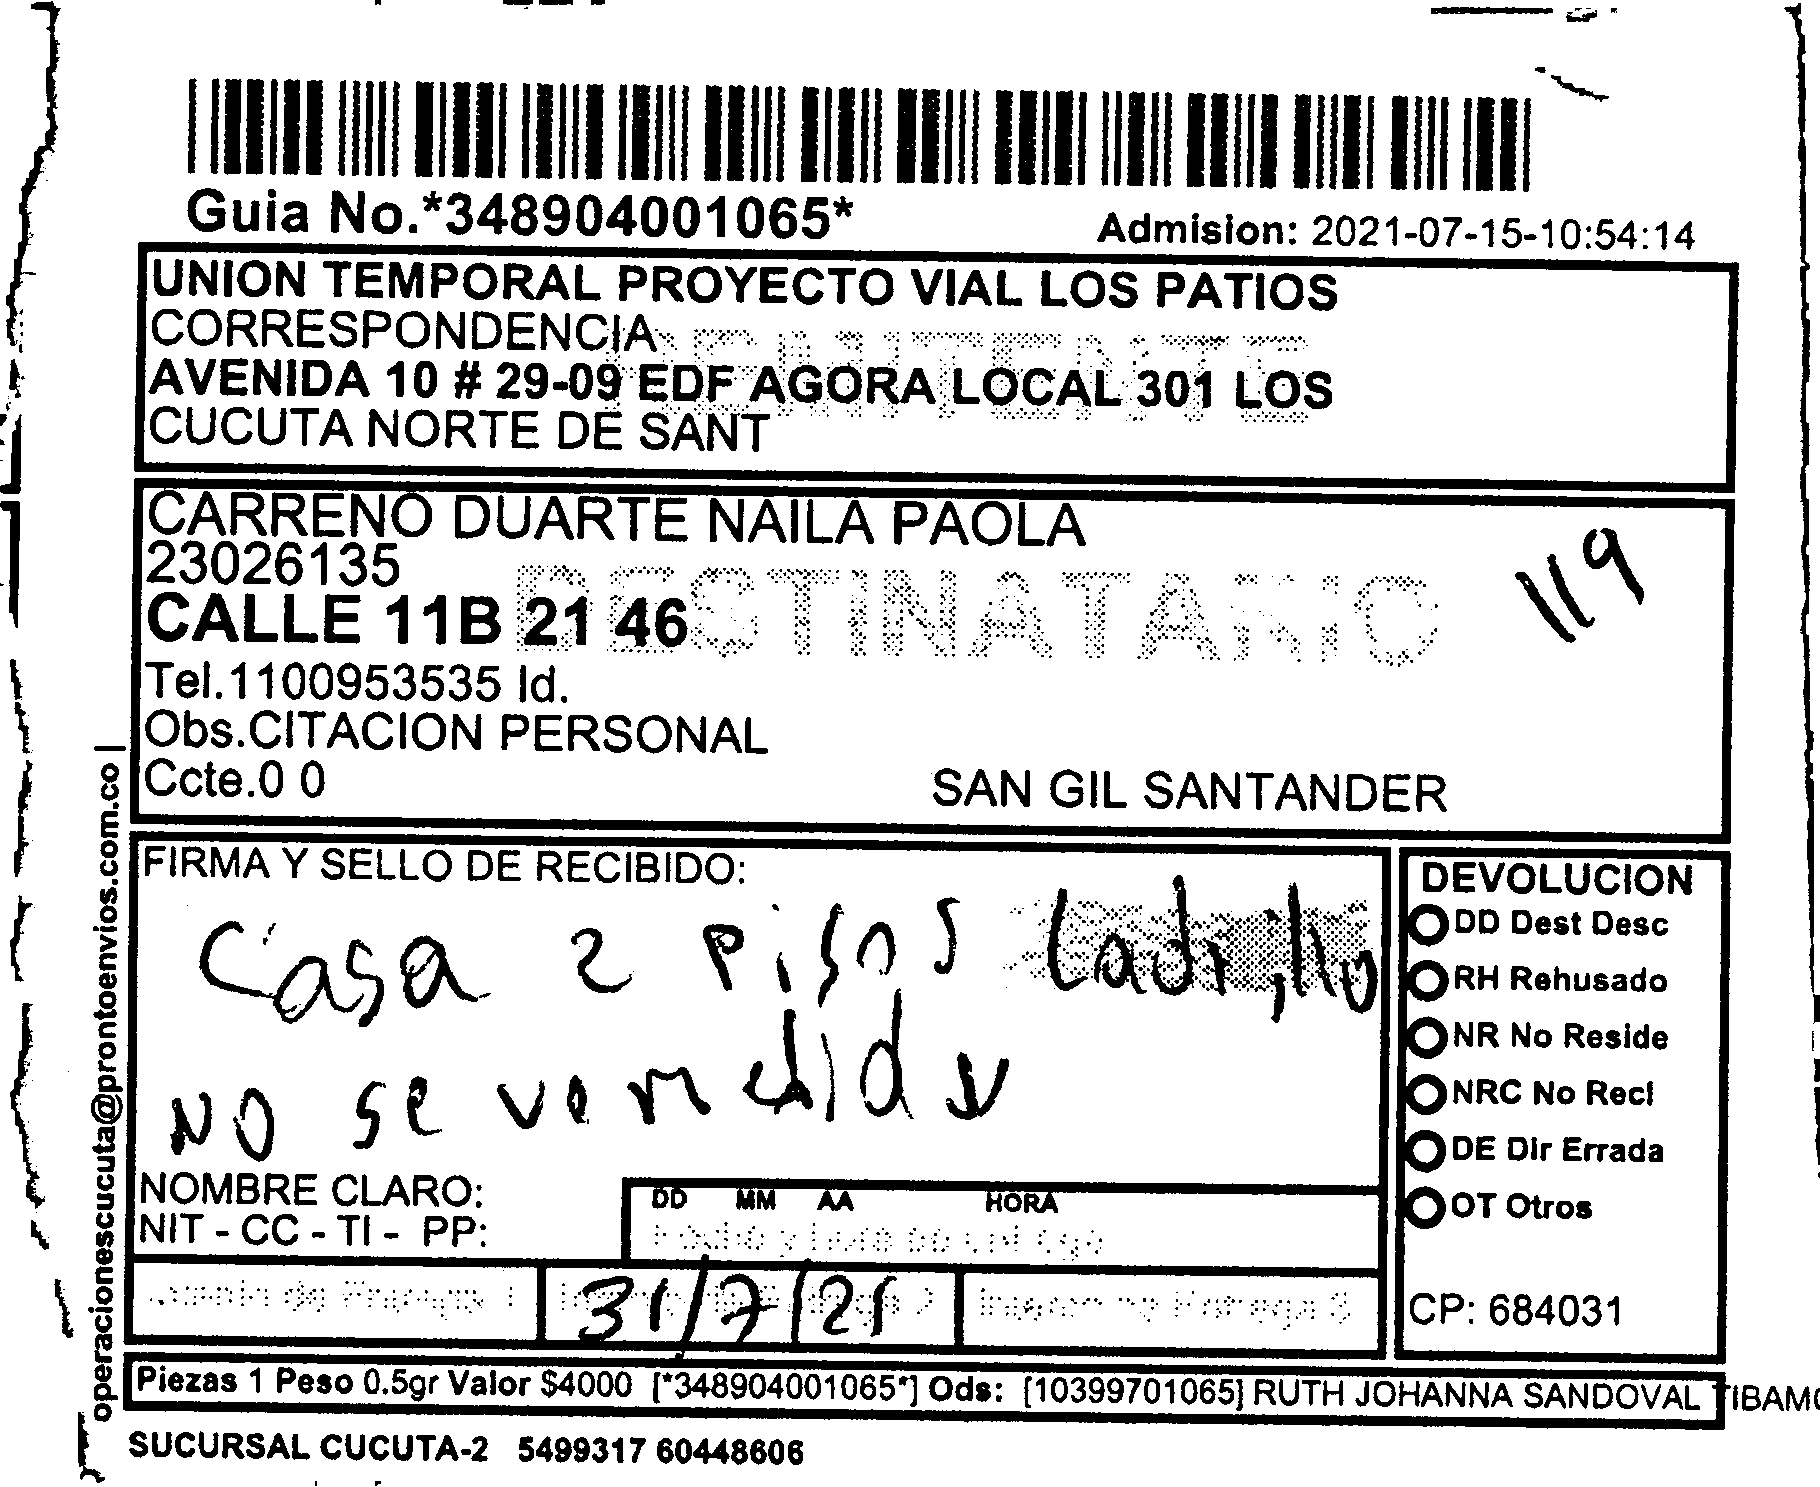 Guia No.*348904001065*
Admision: 2021-07-15-10:54:14
UNION TEMPORAL PROYECTO VIAL LOS PATIOS
CORRESPONDENCIA
AVENIDA 10 # 29-09 EDF AGORA LOCAL 301 LOS
CUCUTA NORTE DE SANT
CARRENO DUARTE NAILA PAOLA
23026135
DESTINATARIO
119
CALLE 11B 21 46
Tel.1100953535 Id.
Obs.CITACION PERSONAL
Ccte.0 0
SAN GIL SANTANDER
operacionescucuta@prontoenvios.com.co |
FIRMA Y SELLO DE RECIBIDO:
Casa 2 pisos Ladrillo
NO se
NOMBRE CLARO:
NIT - CC - TI - PP:
DD MM AA HORA
31/7/21
DEVOLUCION
DD Dest Desc
RH Rehusado
NR No Reside
NRC No Recl
DE Dir Errada
OT Otros
CP: 684031
Piezas 1 Peso 0.5gr Valor $4000 [*348904001065*] Ods: [10399701065] RUTH JOHANNA SANDOVAL
SUCURSAL CUCUTA-2 5499317 60448606